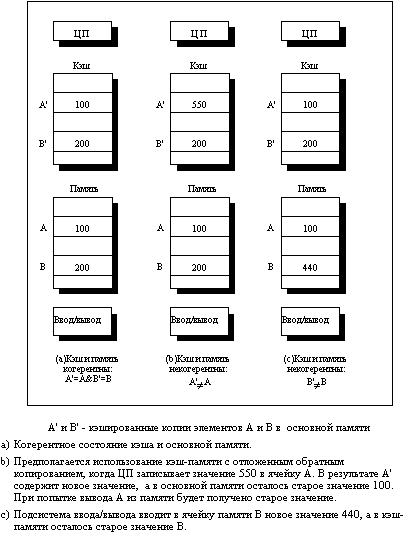 ЦП ЦП ЦП
Кэш Кэш Кэш
A' 100 A' 550 A' 100
B' 200 B' 200 B' 200
Память Память Память
A 100 A 100 A 100
B 200 B 200 B 440
Ввод/вывод Ввод/вывод Ввод/вывод
(a)Кэш и память (b)Кэш и память (c)Кэш и память
когерентны: некогерентны: некогерентны:
A'=A&B'=B A'≠A B'≠B
A' и B' - кэшированные копии элементов A и B в основной памяти
a) Когерентное состояние кэша и основной памяти.
b) Предполагается использование кэш-памяти с отложенным обратным
копированием, когда ЦП записывает значение 550 в ячейку A. В результате A'
содержит новое значение, а в основной памяти осталось старое значение 100.
При попытке вывода A из памяти будет получено старое значение.
c) Подсистема ввода/вывода вводит в ячейку памяти B новое значение 440, а в кэш-
памяти осталось старое значение B.